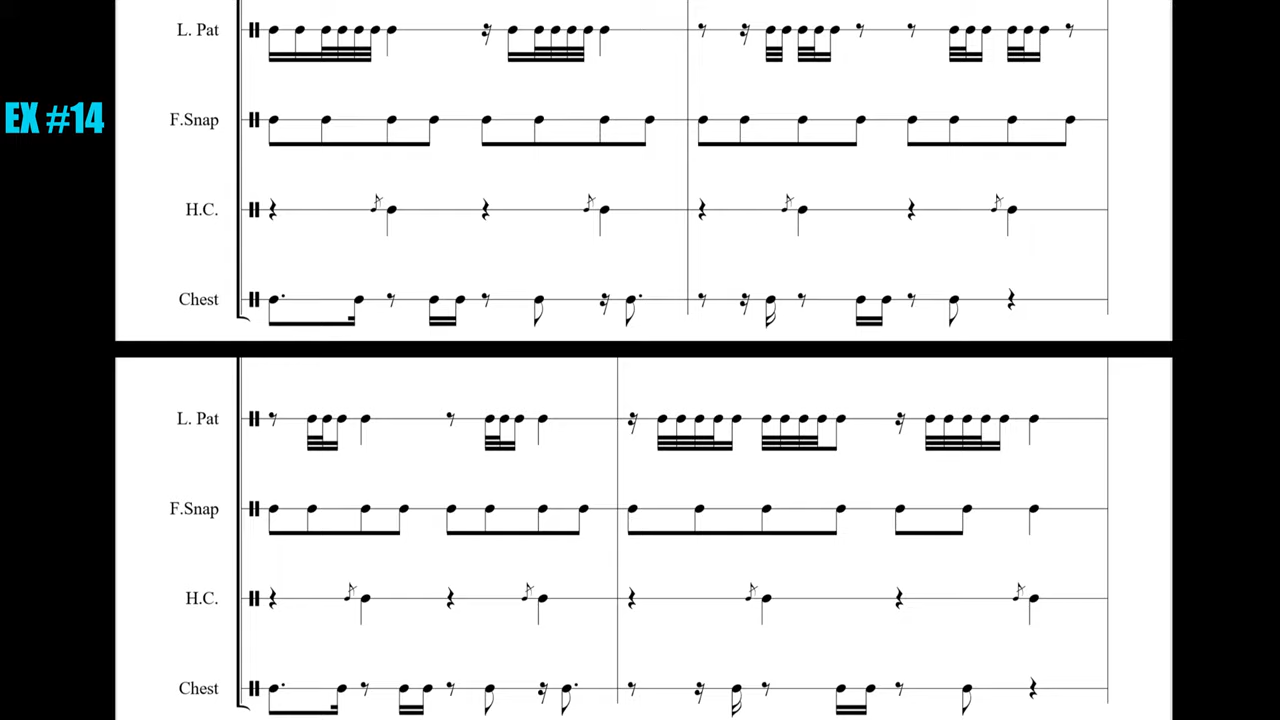 L. Pat
EX #14
F.Snap
H.C.
Chest
L. Pat
F.Snap
H.C.
Chest